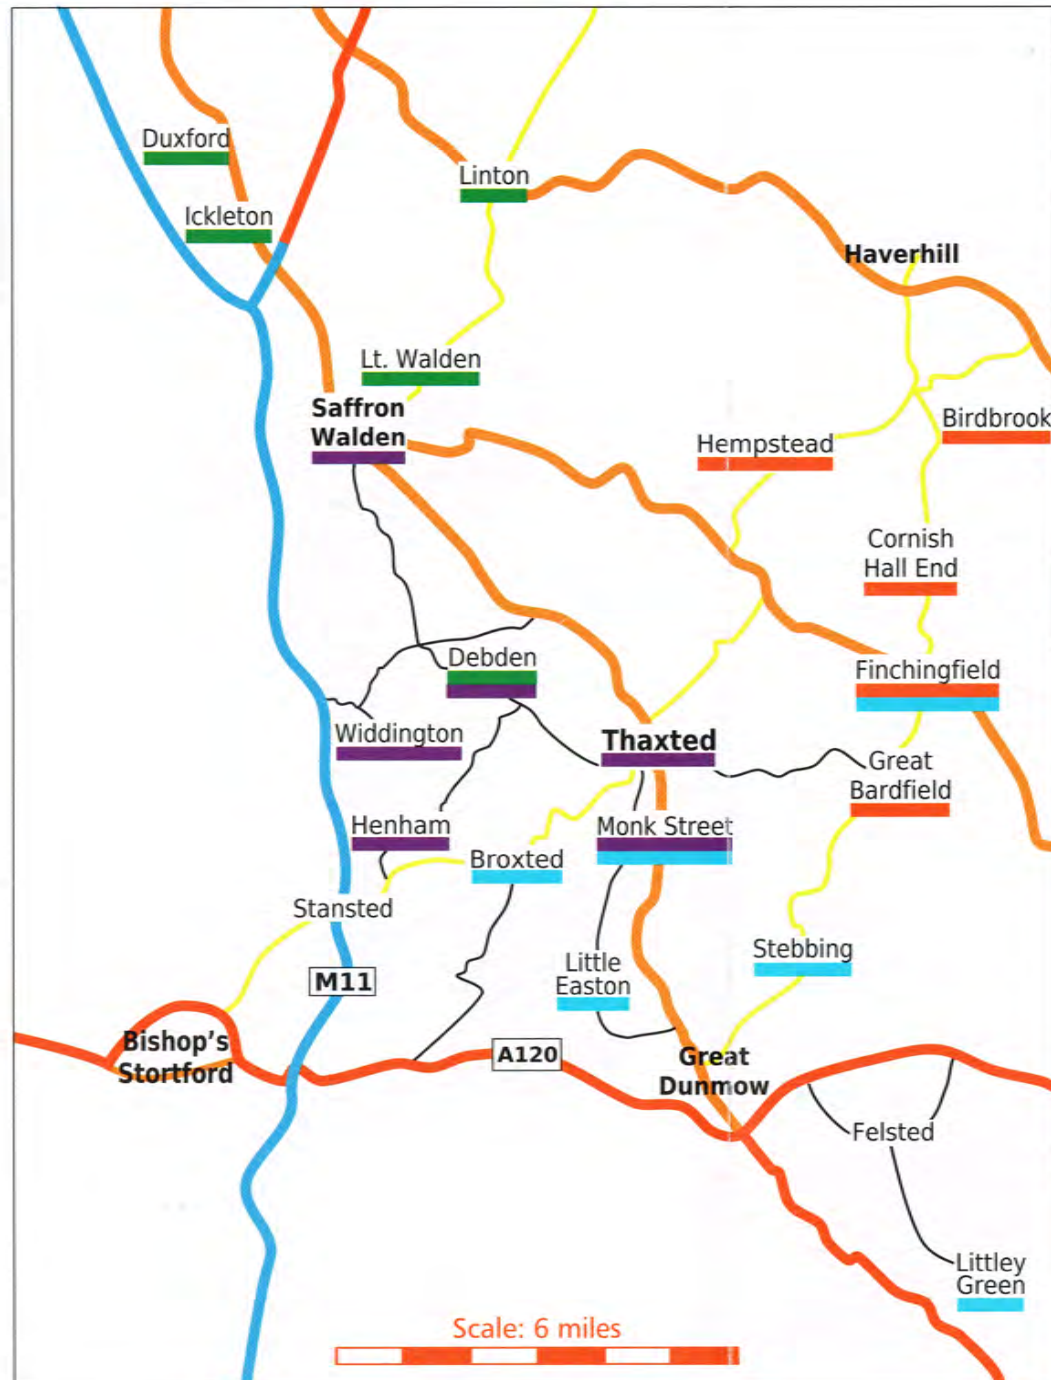 Duxford
Linton
Ickleton
Haverhill
Lt. Walden
Saffron
Walden
Birdbrook
Hempstead
Cornish
Hall End
Debden
Finchingfield
Widdington
Thaxted
Great
Bardfield
Henham
Monk Street
Broxted
Stansted
Stebbing
Little
Easton
M11
Bishop's
Stortford
A120
Great
Dunmow
Felsted
Littley
Green
Scale: 6 miles